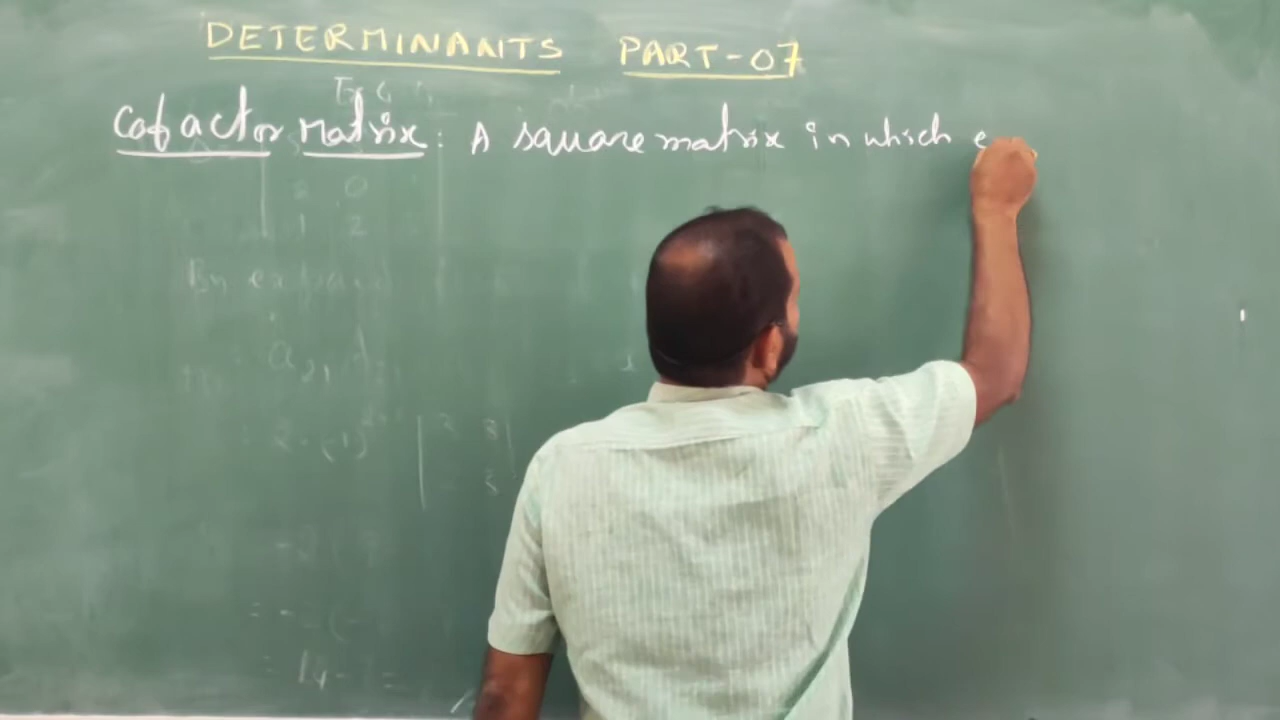 DETERMINANTS PART-07
Cofactor Matrix: A square matrix in which e